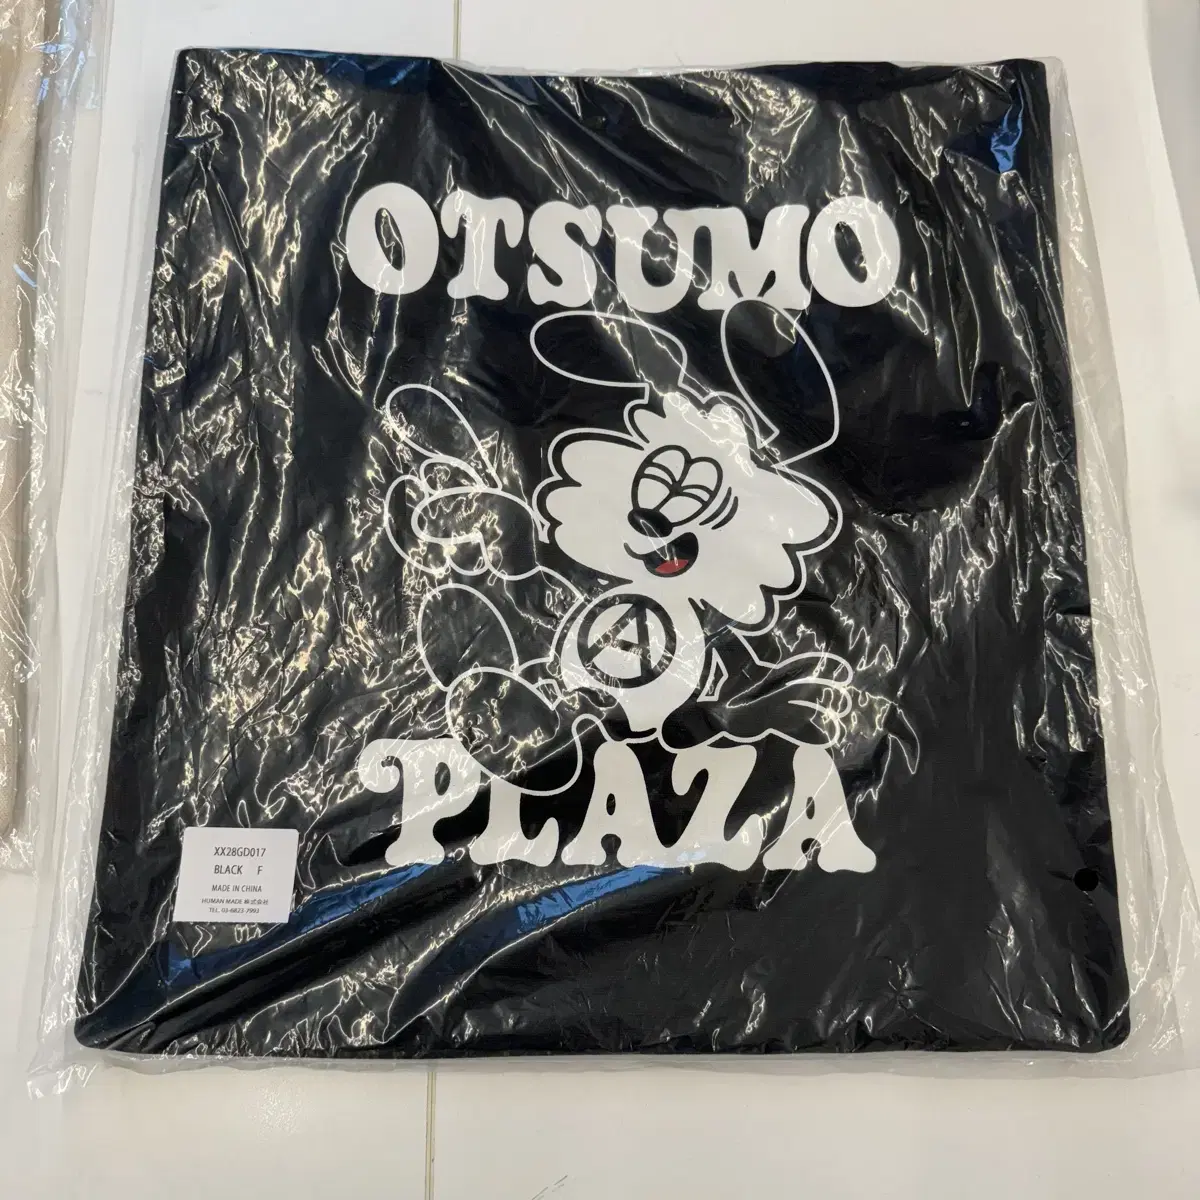 OTSUMO
A
PLAZA
XX28GD017
BLACK F
MADE IN CHINA
HUMAN MADE 株式会社
TEL. 03-6823-7993